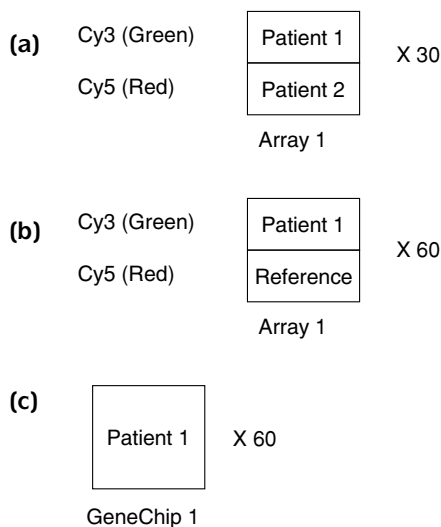 (a)
Cy3 (Green)
Patient 1
X 30
Cy5 (Red)
Patient 2
Array 1
(b)
Cy3 (Green)
Patient 1
X 60
Cy5 (Red)
Reference
Array 1
(c)
Patient 1
X 60
GeneChip 1